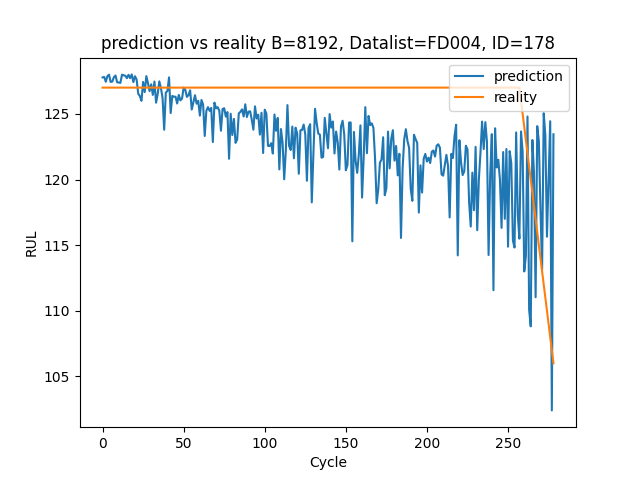 prediction vs reality B=8192, Datalist=FD004, ID=178
prediction
reality
RUL
125
120
115
110
105
0 50 100 150 200 250
Cycle